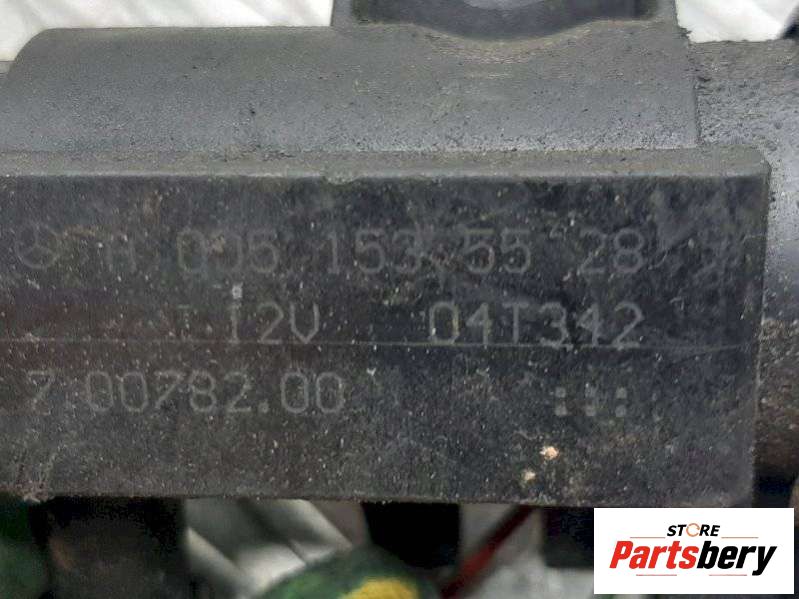 A 005 153 55 28
12V 04T342
7.00782.00
STORE
Partsbery